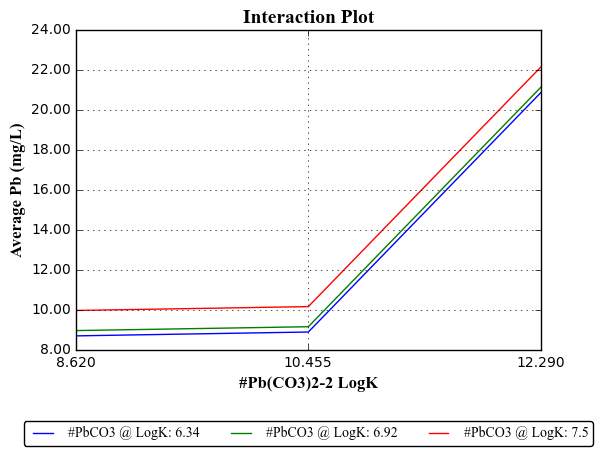 Interaction Plot
24.00
22.00
20.00
18.00
16.00
14.00
12.00
10.00
8.00
Average Pb (mg/L)
8.620 10.455 12.290
#Pb(CO3)2-2 LogK
#PbCO3 @ LogK: 6.34 #PbCO3 @ LogK: 6.92 #PbCO3 @ LogK: 7.5